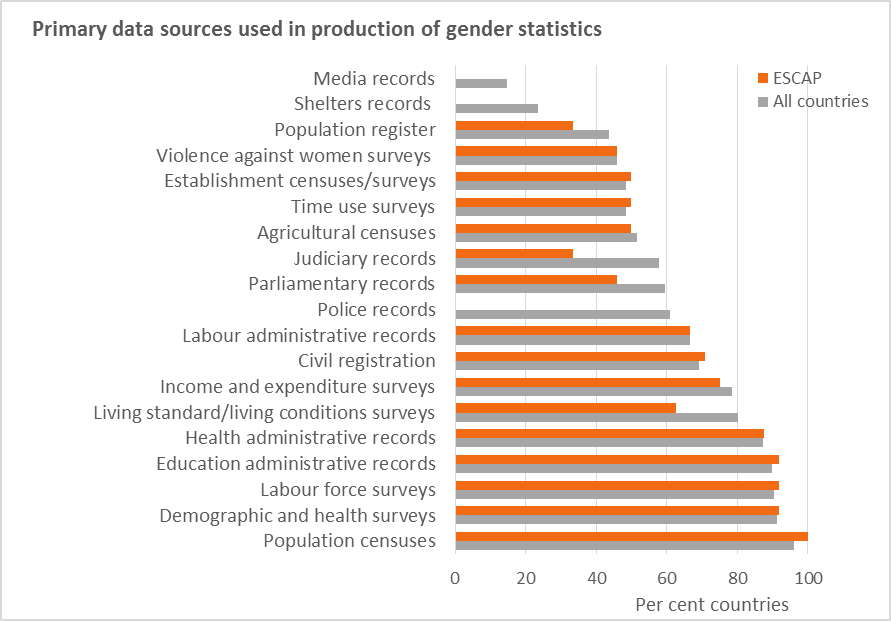 Primary data sources used in production of gender statistics
ESCAP
All countries
Media records
Shelters records
Population register
Violence against women surveys
Establishment censuses/surveys
Time use surveys
Agricultural censuses
Judiciary records
Parliamentary records
Police records
Labour administrative records
Civil registration
Income and expenditure surveys
Living standard/living conditions surveys
Health administrative records
Education administrative records
Labour force surveys
Demographic and health surveys
Population censuses
0 20 40 60 80 100
Per cent countries